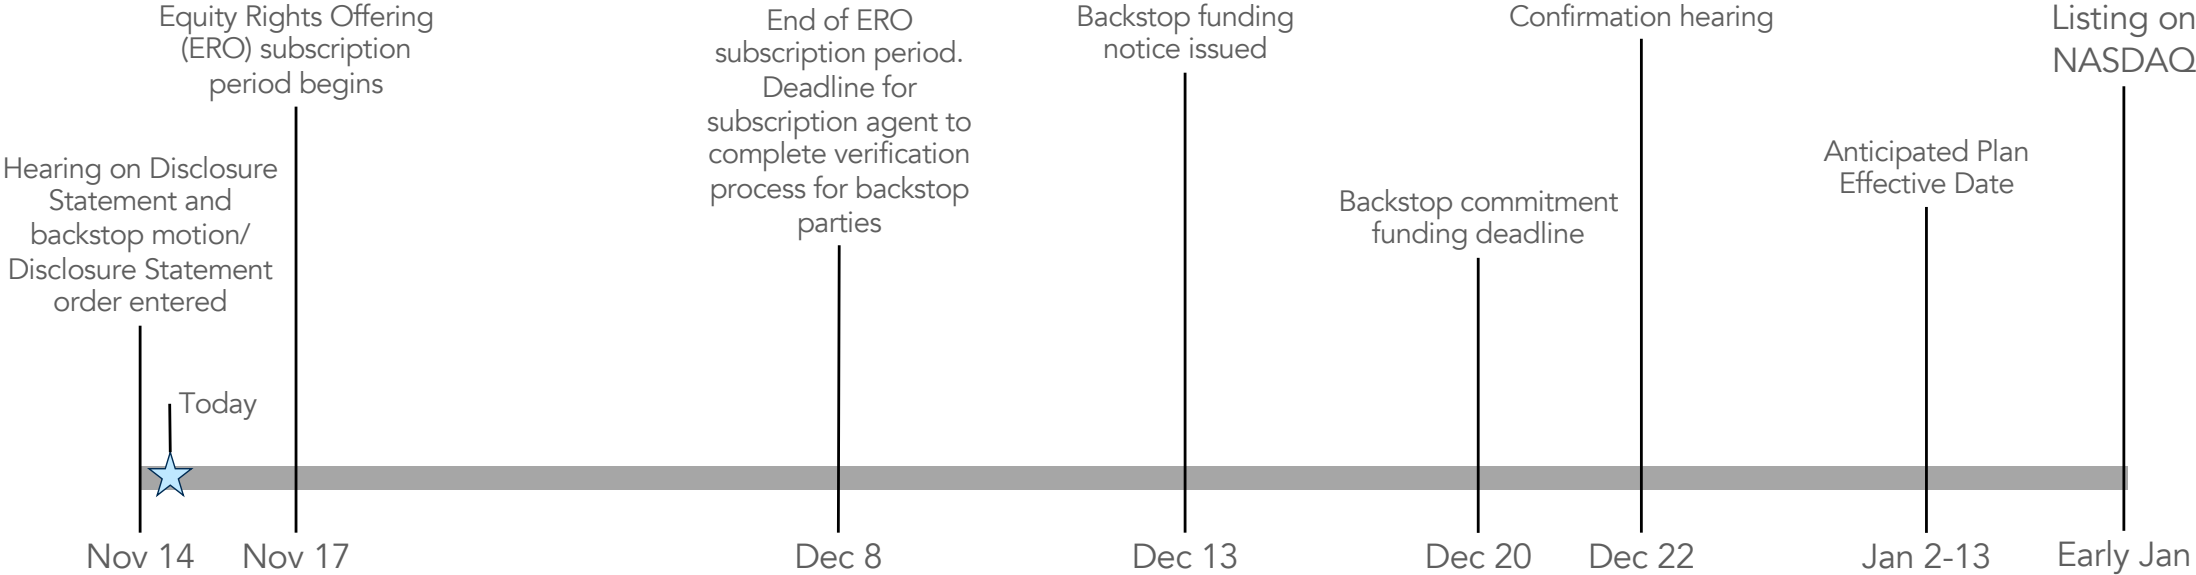 Equity Rights Offering
(ERO) subscription
period begins
End of ERO
subscription period.
Deadline for
subscription agent to
complete verification
process for backstop
parties
Backstop funding
notice issued
Confirmation hearing
Listing on
NASDAQ
Hearing on Disclosure
Statement and
backstop motion/
Disclosure Statement
order entered
Backstop commitment
funding deadline
Anticipated Plan
Effective Date
Today
Nov 14
Nov 17
Dec 8
Dec 13
Dec 20
Dec 22
Jan 2-13
Early Jan